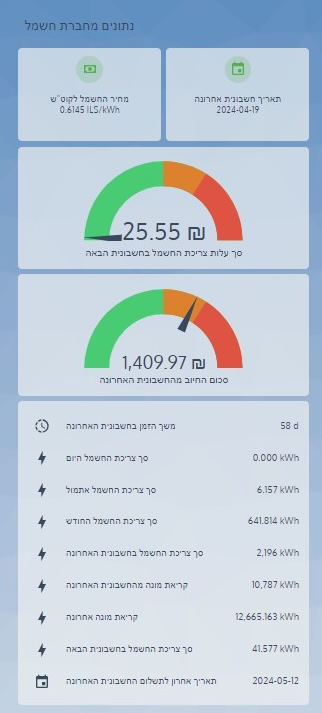 נתוני מחברת חשמל
תאריך חשבונית אחרונה
2024-04-19
מחיר החשמל לקוט"ש
0.6145 ILS/kWh
25.55 ₪
סך עלות צריכת החשמל בחשבונית הבאה
1,409.97 ₪
סכום החיוב מהחשבונית האחרונה
משך הזמן בחשבונית האחרונה 58 d
סך צריכת החשמל היום 0.000 kWh
סך צריכת החשמל אתמול 6.157 kWh
סך צריכת החשמל החודש 641.814 kWh
סך צריכת החשמל בחשבונית האחרונה 2,196 kWh
קריאת מונה מהחשבונית האחרונה 10,787 kWh
קריאת מונה אחרונה 12,665.163 kWh
סך צריכת החשמל בחשבונית הבאה 41.577 kWh
תאריך אחרון לתשלום החשבונית האחרונה 2024-05-12